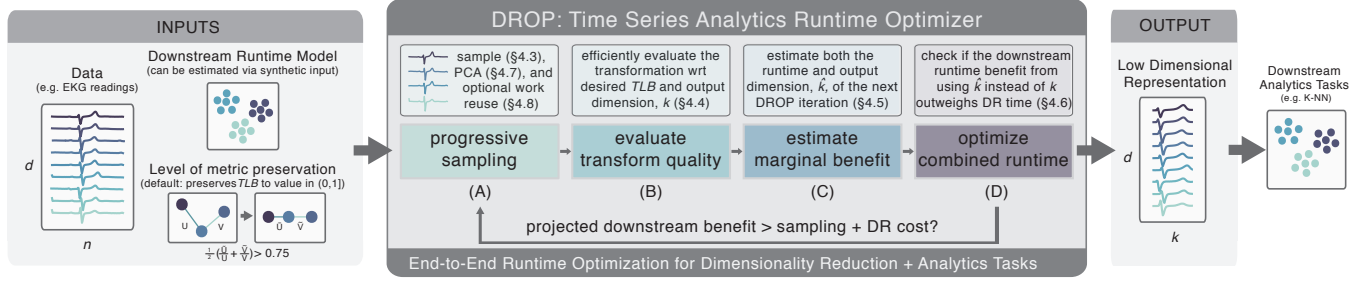 INPUTS
Data
(e.g. EKG readings)
d
n
Downstream Runtime Model
(can be estimated via synthetic input)
Level of metric preservation
(default: preserves TLB to value in (0,1])
U V
Ũ Ṽ
½(Ũ/U + Ṽ/V) > 0.75
DROP: Time Series Analytics Runtime Optimizer
sample (§4.3),
PCA (§4.7), and
optional work
reuse (§4.8)
progressive
sampling
(A)
efficiently evaluate the
transformation wrt
desired TLB and output
dimension, k (§4.4)
evaluate
transform quality
(B)
estimate both the
runtime and output
dimension, k̂, of the next
DROP iteration (§4.5)
estimate
marginal benefit
(C)
check if the downstream
runtime benefit from
using k̂ instead of k
outweighs DR time (§4.6)
optimize
combined runtime
(D)
projected downstream benefit > sampling + DR cost?
End-to-End Runtime Optimization for Dimensionality Reduction + Analytics Tasks
OUTPUT
Low Dimensional
Representation
d
k
Downstream
Analytics Tasks
(e.g. K-NN)